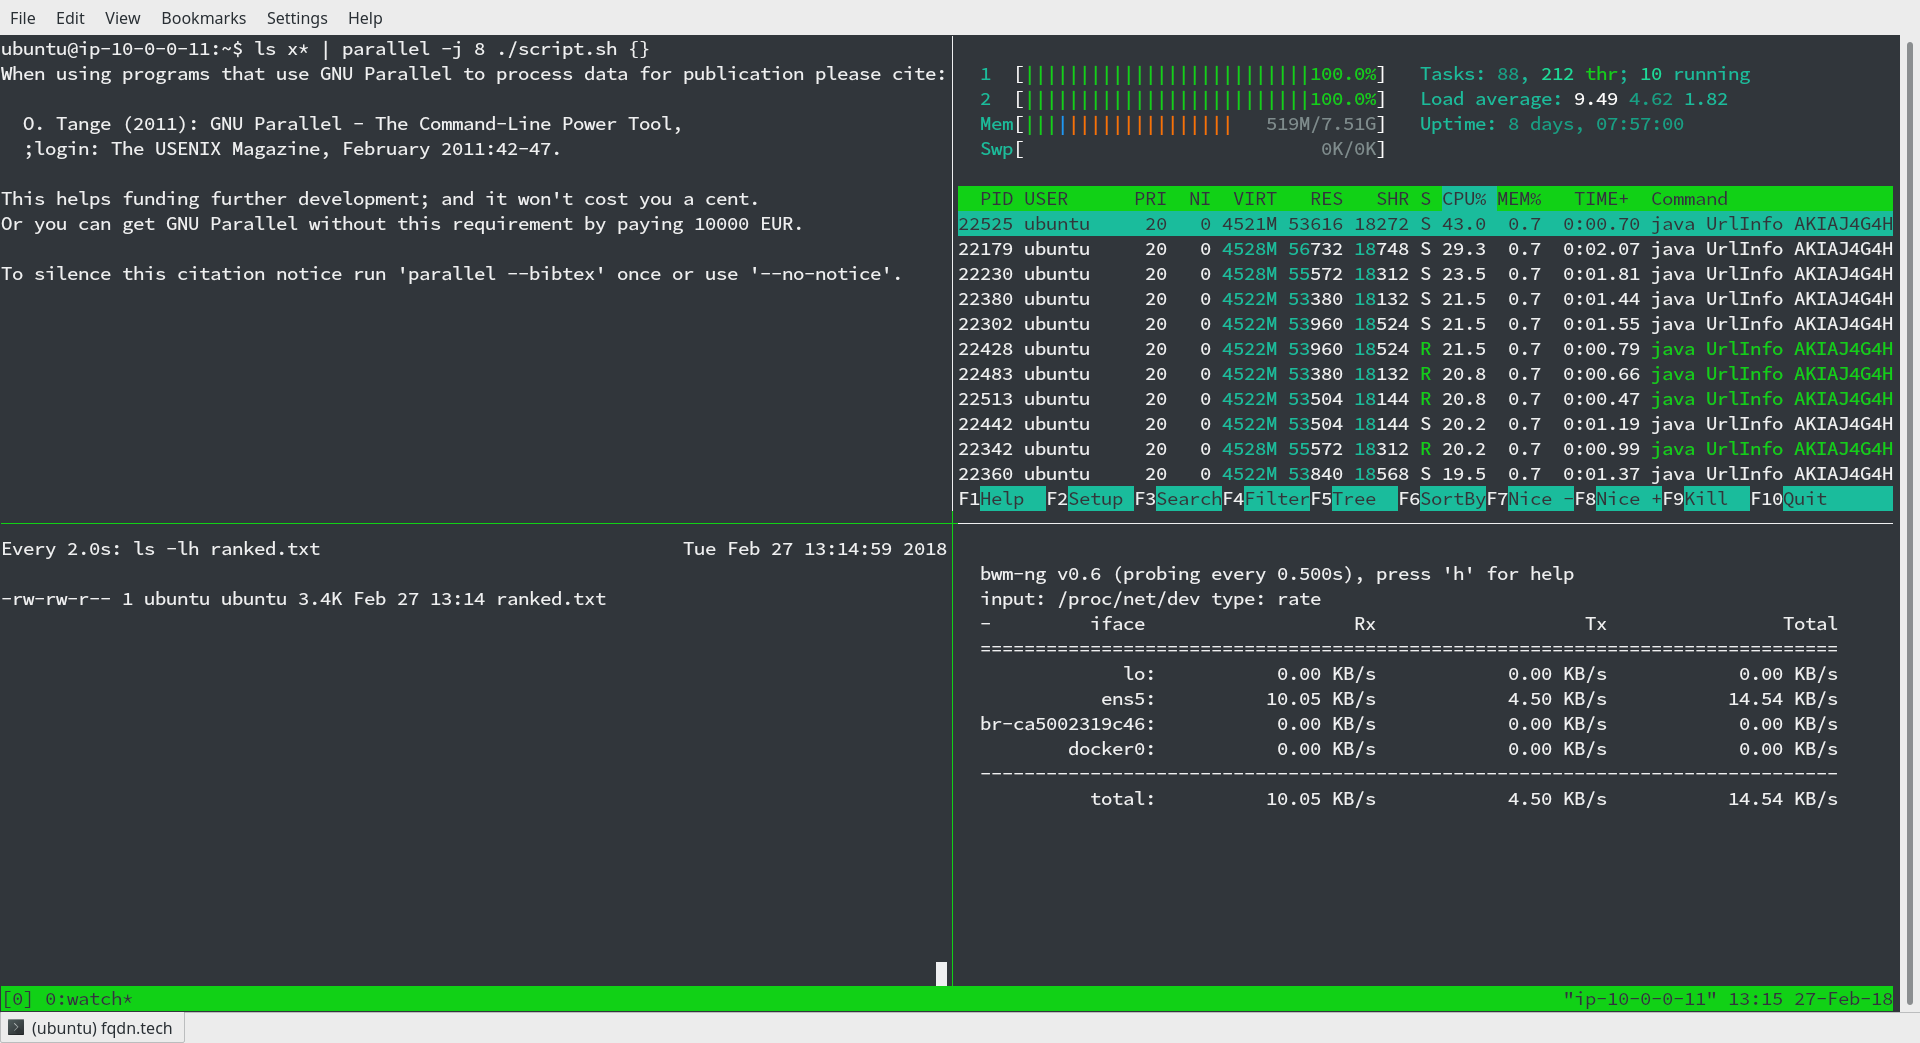 File Edit View Bookmarks Settings Help
ubuntu@ip-10-0-0-11:~$ ls x* | parallel -j 8 ./script.sh {}
When using programs that use GNU Parallel to process data for publication please cite:
O. Tange (2011): GNU Parallel - The Command-Line Power Tool,
;login: The USENIX Magazine, February 2011:42-47.
This helps funding further development; and it won't cost you a cent.
Or you can get GNU Parallel without this requirement by paying 10000 EUR.
To silence this citation notice run 'parallel --bibtex' once or use '--no-notice'.
1 [||||||||||||||||||||||||||100.0%] Tasks: 88, 212 thr; 10 running
2 [||||||||||||||||||||||||||100.0%] Load average: 9.49 4.62 1.82
Mem[||||||||||||||||||| 519M/7.51G] Uptime: 8 days, 07:57:00
Swp[ 0K/0K]
PID USER PRI NI VIRT RES SHR S CPU% MEM% TIME+ Command
22525 ubuntu 20 0 4521M 53616 18272 S 43.0 0.7 0:00.70 java UrlInfo AKIAJ4G4H
22179 ubuntu 20 0 4528M 56732 18748 S 29.3 0.7 0:02.07 java UrlInfo AKIAJ4G4H
22230 ubuntu 20 0 4528M 55572 18312 S 23.5 0.7 0:01.81 java UrlInfo AKIAJ4G4H
22380 ubuntu 20 0 4522M 53380 18132 S 21.5 0.7 0:01.44 java UrlInfo AKIAJ4G4H
22302 ubuntu 20 0 4522M 53960 18524 S 21.5 0.7 0:01.55 java UrlInfo AKIAJ4G4H
22428 ubuntu 20 0 4522M 53960 18524 R 21.5 0.7 0:00.79 java UrlInfo AKIAJ4G4H
22483 ubuntu 20 0 4522M 53380 18132 R 20.8 0.7 0:00.66 java UrlInfo AKIAJ4G4H
22513 ubuntu 20 0 4522M 53504 18144 R 20.8 0.7 0:00.47 java UrlInfo AKIAJ4G4H
22442 ubuntu 20 0 4522M 53504 18144 S 20.2 0.7 0:01.19 java UrlInfo AKIAJ4G4H
22342 ubuntu 20 0 4528M 55572 18312 R 20.2 0.7 0:00.99 java UrlInfo AKIAJ4G4H
22360 ubuntu 20 0 4522M 53840 18568 S 19.5 0.7 0:01.37 java UrlInfo AKIAJ4G4H
F1Help F2Setup F3SearchF4FilterF5Tree F6SortByF7Nice -F8Nice +F9Kill F10Quit
Every 2.0s: ls -lh ranked.txt Tue Feb 27 13:14:59 2018
-rw-rw-r-- 1 ubuntu ubuntu 3.4K Feb 27 13:14 ranked.txt
bwm-ng v0.6 (probing every 0.500s), press 'h' for help
input: /proc/net/dev type: rate
- iface Rx Tx Total
==============================================================================
lo: 0.00 KB/s 0.00 KB/s 0.00 KB/s
ens5: 10.05 KB/s 4.50 KB/s 14.54 KB/s
br-ca5002319c46: 0.00 KB/s 0.00 KB/s 0.00 KB/s
docker0: 0.00 KB/s 0.00 KB/s 0.00 KB/s
------------------------------------------------------------------------------
total: 10.05 KB/s 4.50 KB/s 14.54 KB/s
[0] 0:watch* "ip-10-0-0-11" 13:15 27-Feb-18
(ubuntu) fqdn.tech